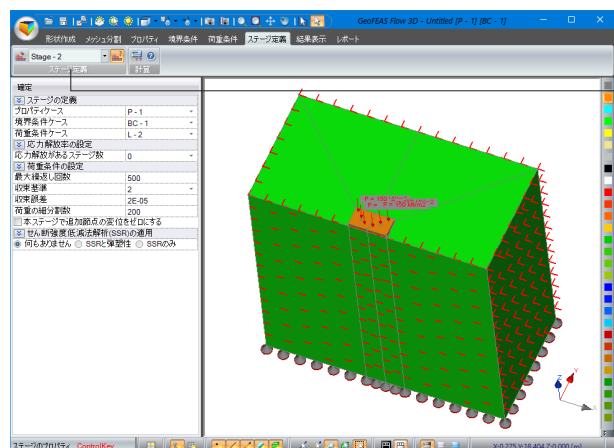 GeoFEAS Flow 3D - Untitled [P - 1] [BC - 1]
形状作成 メッシュ分割 プロパティ 境界条件 荷重条件 ステージ定義 結果表示 レポート
Stage - 2
ステージ定義 計算
確定
ステージの定義
プロパティケース P - 1
境界条件ケース BC - 1
荷重条件ケース L - 2
応力解放率の設定
応力解放があるステージ数 0
荷重条件の設定
最大繰返し回数 500
収束基準 2
収束誤差 2E-05
荷重の細分割数 200
本ステージで追加節点の変位をゼロにする
せん断強度低減法解析(SSR)の適用
何もありません SSRと弾塑性 SSRのみ
Z Y X
ステージのプロパティ ControlKey
X:0.275 Y:18.404 Z:0.000 [m]